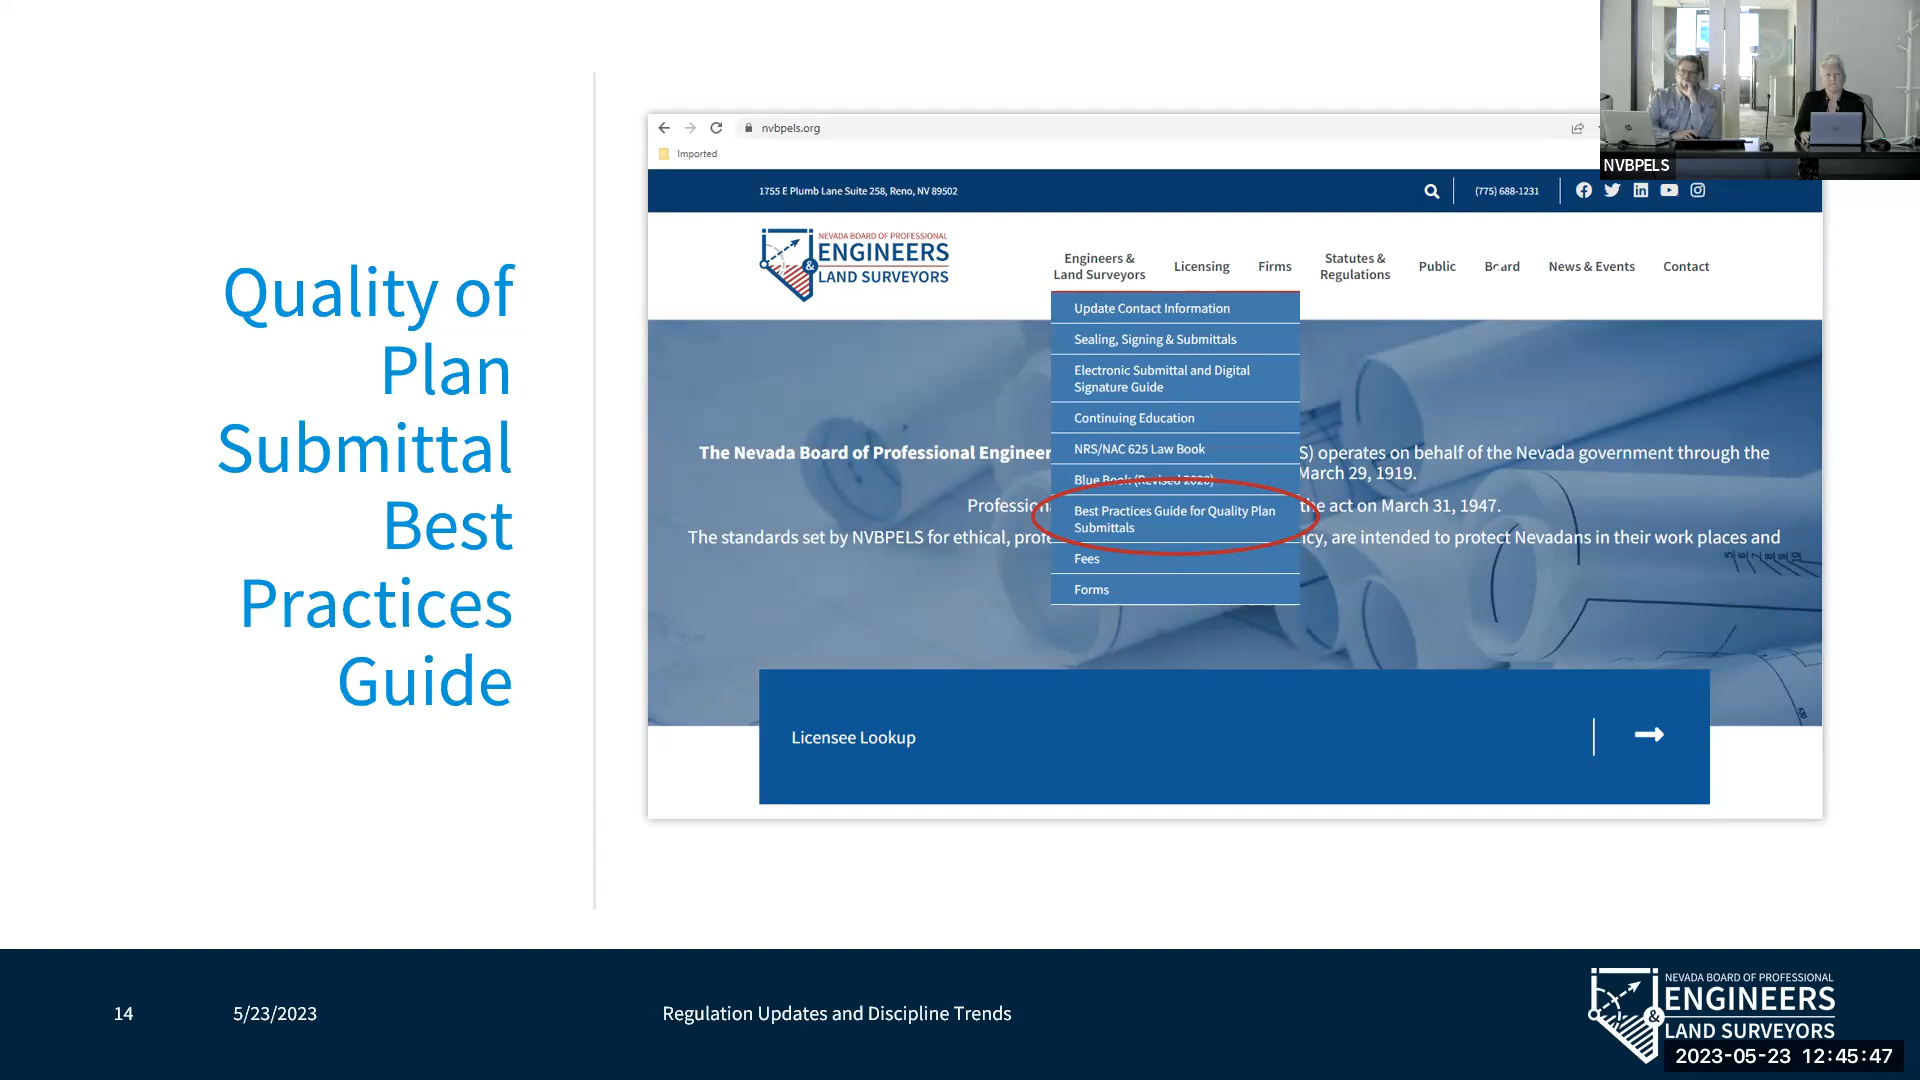 Quality of
Plan
Submittal
Best
Practices
Guide
nvbpels.org
Imported
1755 E Plumb Lane Suite 258, Reno, NV 89502
(775) 688-1231
NEVADA BOARD OF PROFESSIONAL
ENGINEERS
& LAND SURVEYORS
Engineers &
Land Surveyors
Licensing
Firms
Statutes &
Regulations
Public
Board
News & Events
Contact
Update Contact Information
Sealing, Signing & Submittals
Electronic Submittal and Digital
Signature Guide
Continuing Education
NRS/NAC 625 Law Book
Blue Book (Revised 2020)
Best Practices Guide for Quality Plan
Submittals
Fees
Forms
The Nevada Board of Professional Engineer S) operates on behalf of the Nevada government through the
March 29, 1919.
Profession the act on March 31, 1947.
The standards set by NVBPELS for ethical, profe icy, are intended to protect Nevadans in their work places and
Licensee Lookup
NVBPELS
14
5/23/2023
Regulation Updates and Discipline Trends
NEVADA BOARD OF PROFESSIONAL
ENGINEERS
& LAND SURVEYORS
2023-05-23 12:45:47